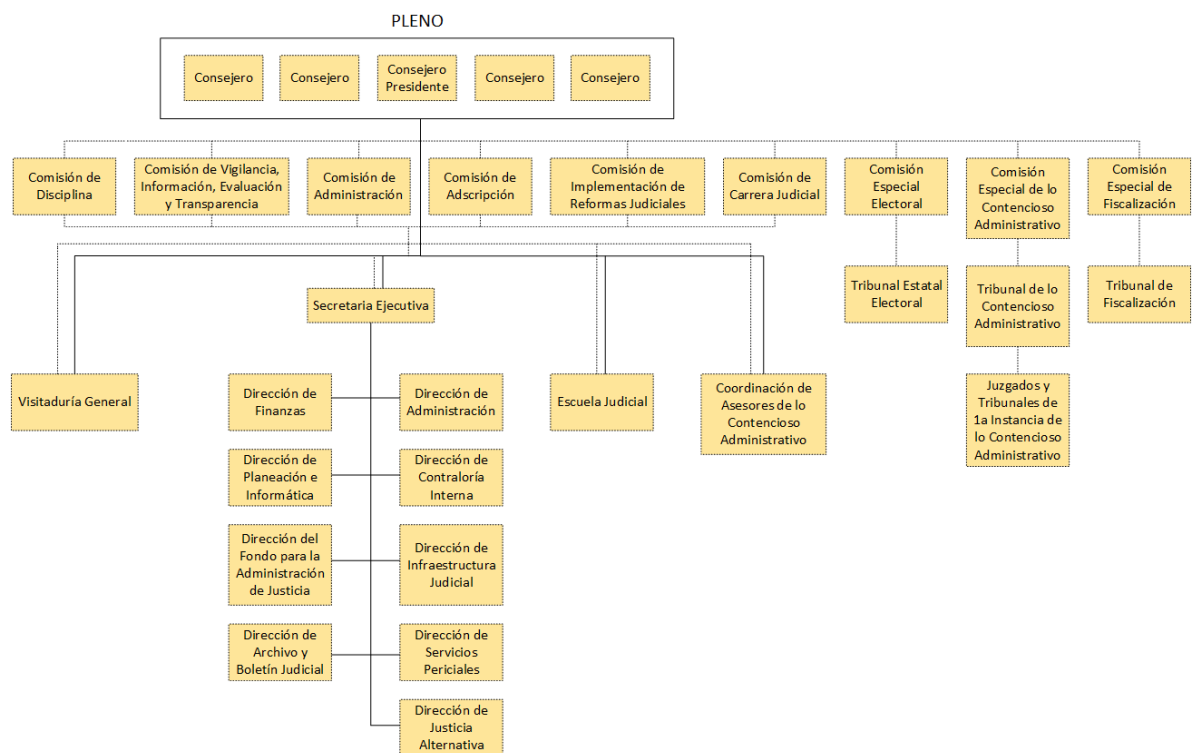 PLENO
Consejero
Consejero
Consejero
Presidente
Consejero
Consejero
Comisión de
Disciplina
Comisión de Vigilancia,
Información, Evaluación
y Transparencia
Comisión de
Administración
Comisión de
Adscripción
Comisión de
Implementación de
Reformas Judiciales
Comisión de
Carrera Judicial
Comisión
Especial
Electoral
Comisión
Especial de lo
Contencioso
Administrativo
Comisión
Especial de
Fiscalización
Secretaria Ejecutiva
Tribunal Estatal
Electoral
Tribunal de lo
Contencioso
Administrativo
Tribunal de
Fiscalización
Visitaduría General
Dirección de
Finanzas
Dirección de
Administración
Escuela Judicial
Coordinación de
Asesores de lo
Contencioso
Administrativo
Juzgados y
Tribunales de
1a Instancia de
lo Contencioso
Administrativo
Dirección de
Planeación e
Informática
Dirección de
Contraloría
Interna
Dirección del
Fondo para la
Administración
de Justicia
Dirección de
Infraestructura
Judicial
Dirección de
Archivo y
Boletín Judicial
Dirección de
Servicios
Periciales
Dirección de
Justicia
Alternativa